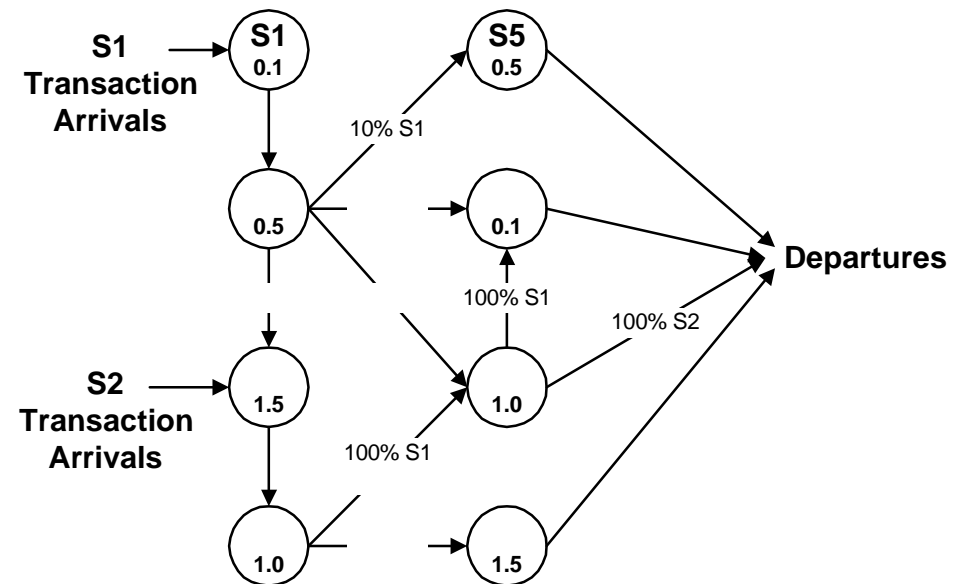 S1
Transaction
Arrivals
S1
0.1
S5
0.5
10% S1
0.5
0.1
100% S1
Departures
100% S2
S2
Transaction
Arrivals
1.5
1.0
100% S1
1.0
1.5